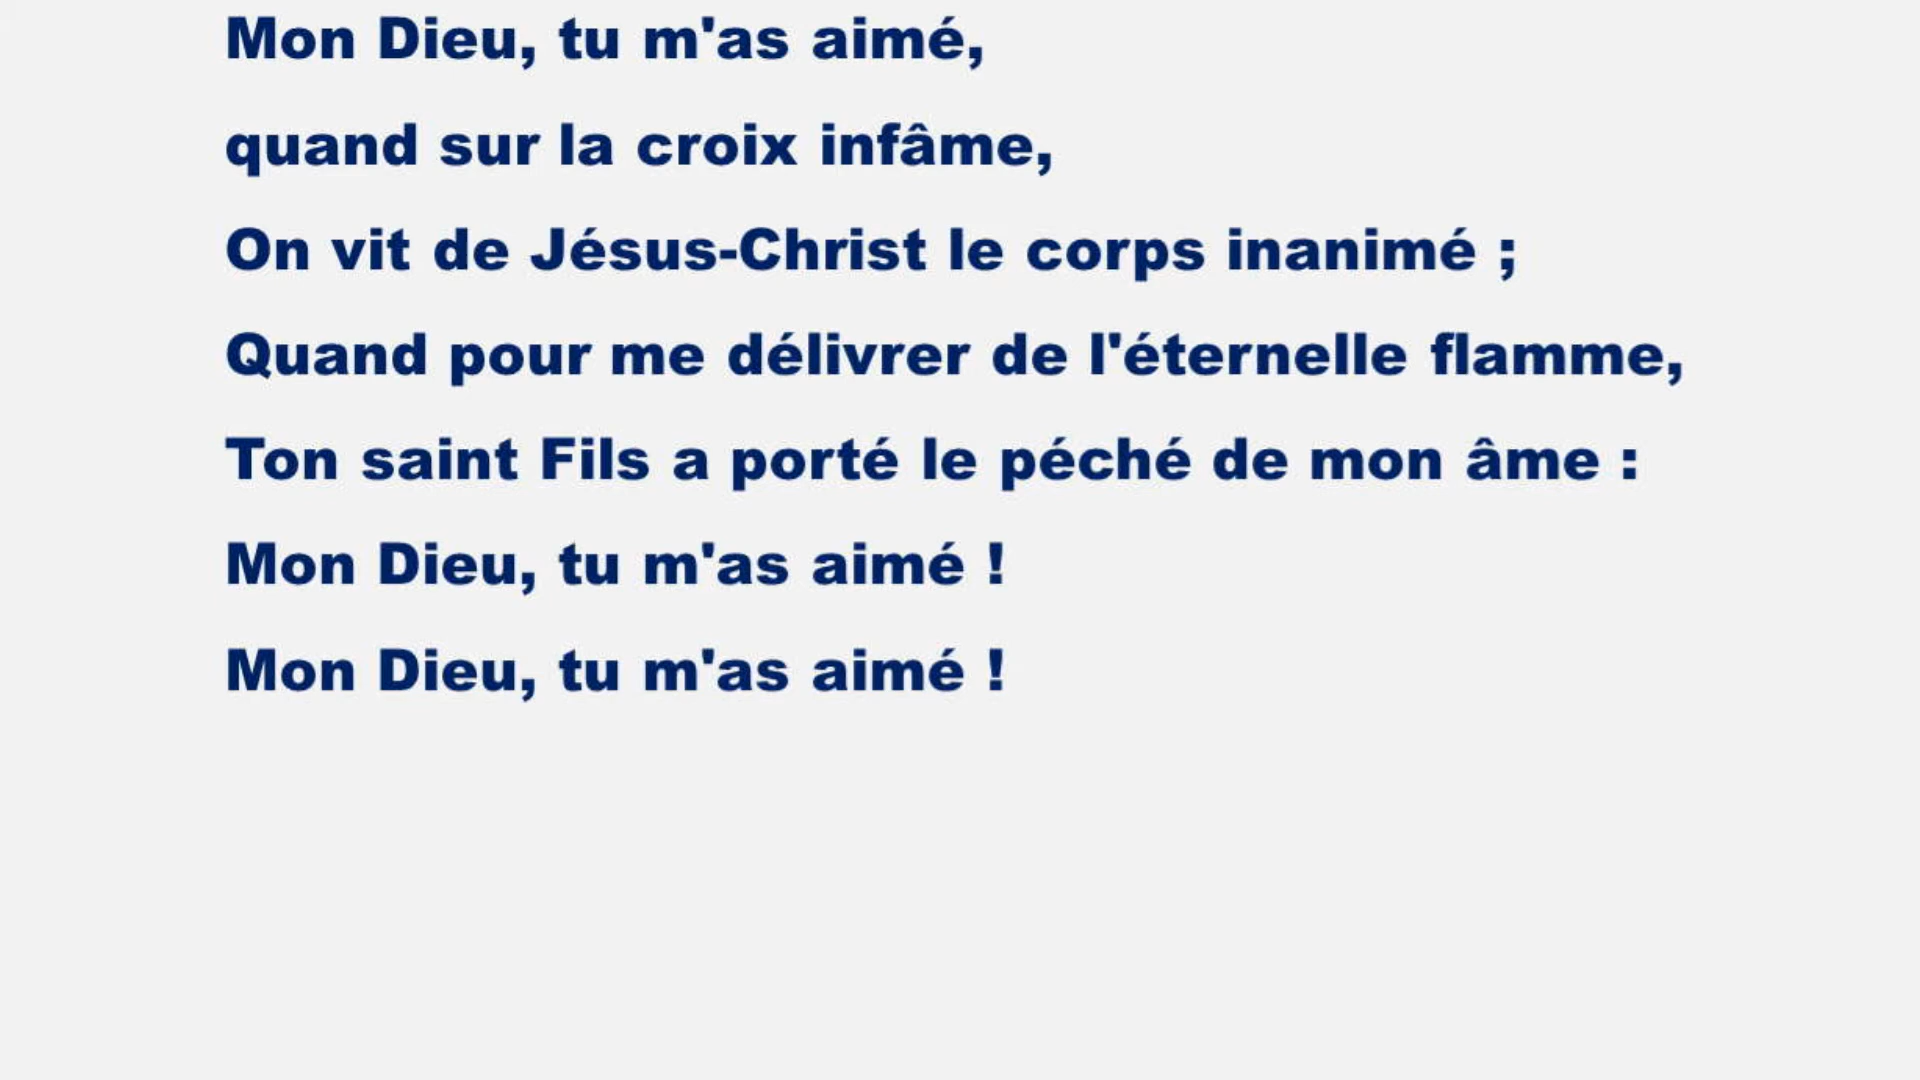 Mon Dieu, tu m'as aimé,
quand sur la croix infâme,
On vit de Jésus-Christ le corps inanimé ;
Quand pour me délivrer de l'éternelle flamme,
Ton saint Fils a porté le péché de mon âme :
Mon Dieu, tu m'as aimé !
Mon Dieu, tu m'as aimé !